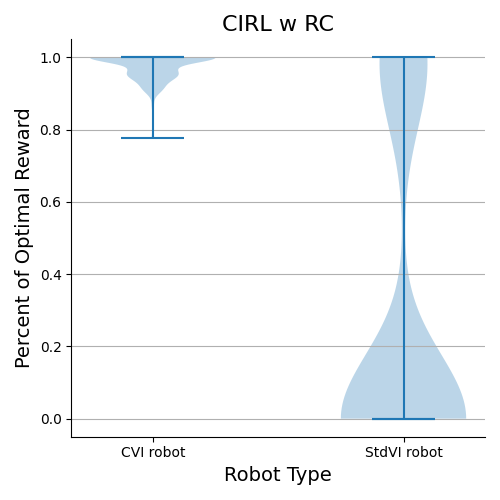 CIRL w RC
Percent of Optimal Reward
1.0
0.8
0.6
0.4
0.2
0.0
CVI robot
StdVI robot
Robot Type